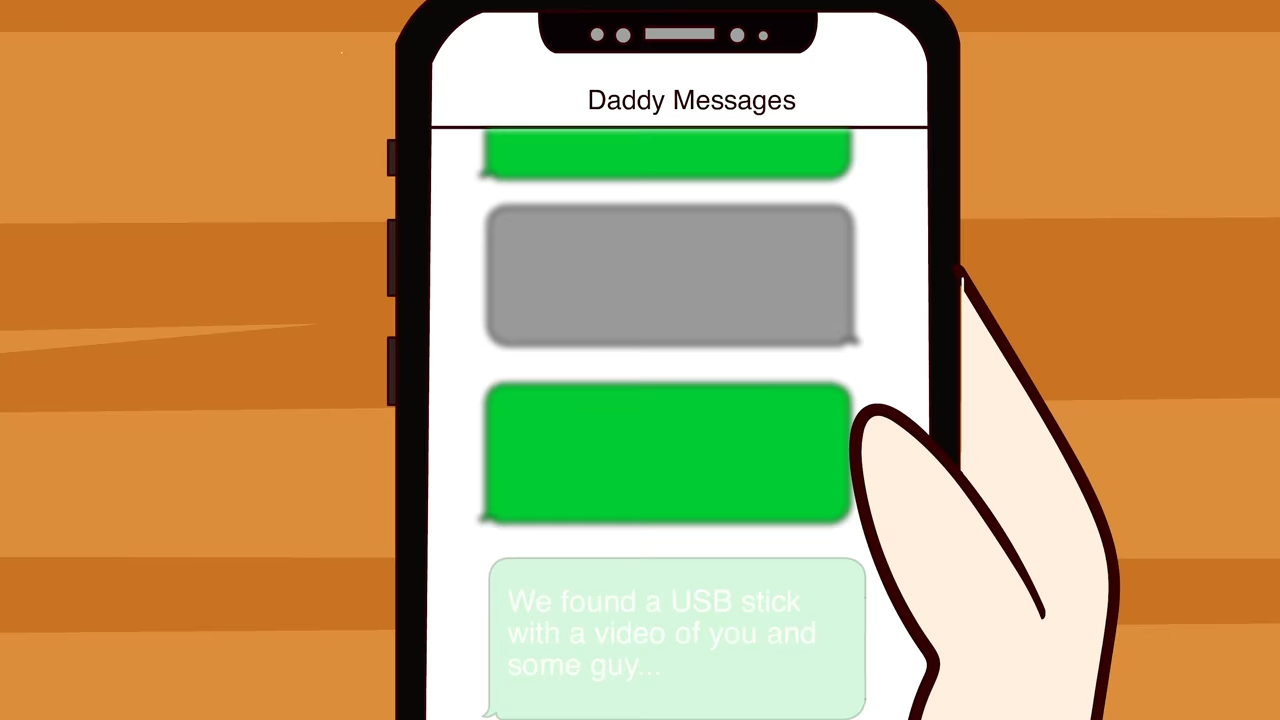 Daddy Messages
We found a USB stick
with a video of you and
some guy...